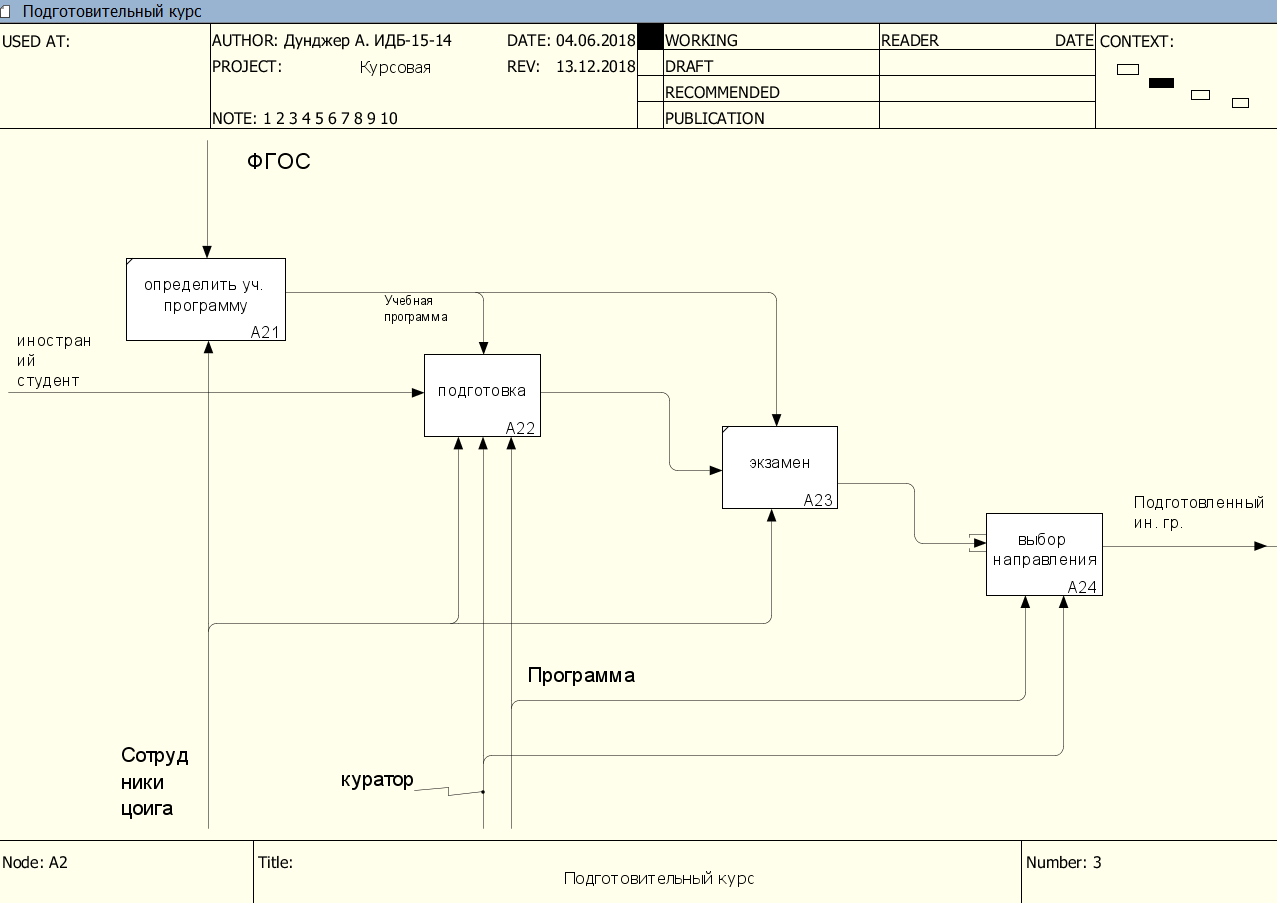 Подготовительный курс
USED AT:
AUTHOR: Дунджер А. ИДБ-15-14
DATE: 04.06.2018
PROJECT: Курсовая
REV: 13.12.2018
NOTE: 1 2 3 4 5 6 7 8 9 10
WORKING
DRAFT
RECOMMENDED
PUBLICATION
READER
DATE
CONTEXT:
ФГОС
определить уч.
программу
A21
Учебная
программа
иностран
ий
студент
подготовка
A22
экзамен
A23
Подготовленный
ин. гр.
выбор
направления
A24
Программа
Сотруд
ники
цоига
куратор
Node: A2
Title:
Подготовительный курс
Number: 3